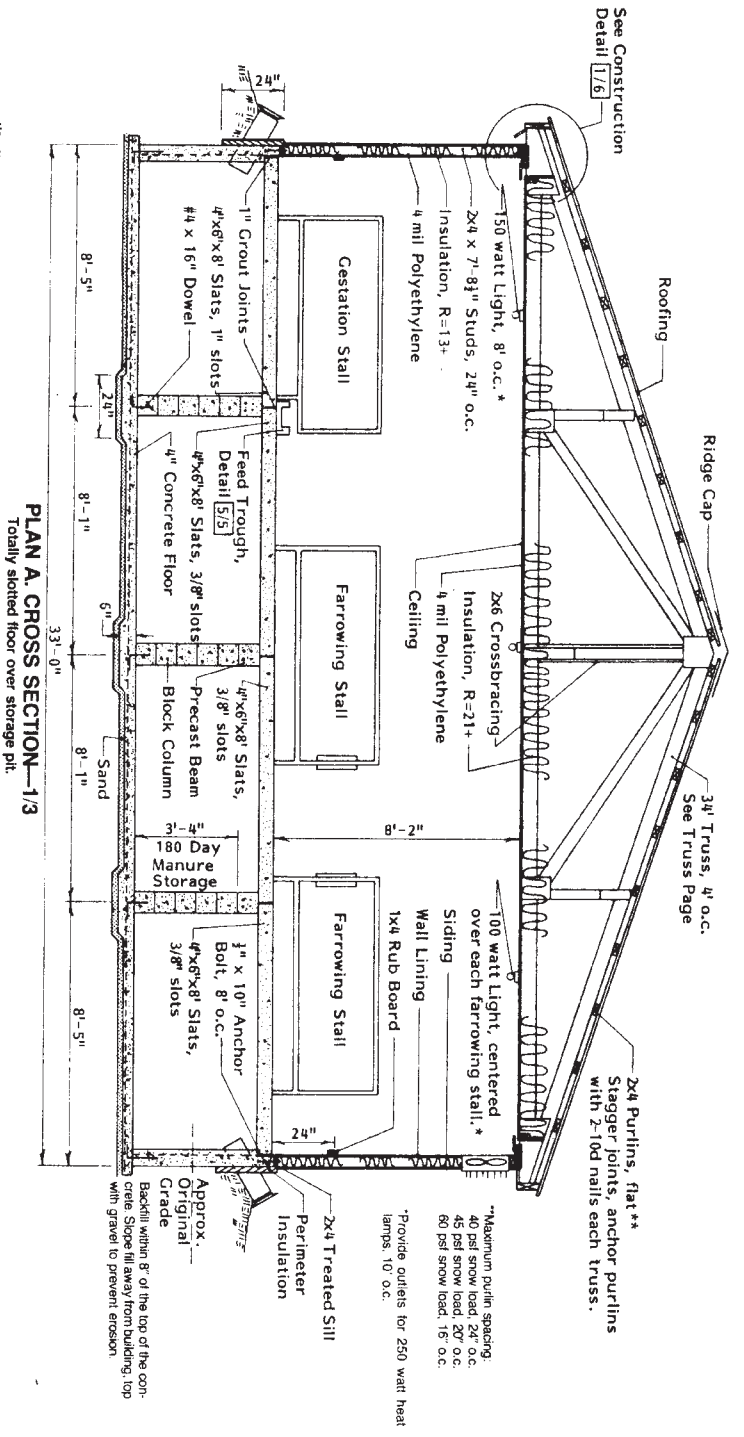 See Construction
Detail 1/6
Roofing
Ridge Cap
34' Truss, 4' o.c.
See Truss Page
2x4 Purlins, flat**
Stagger joints, anchor purlins
with 2-10d nails each truss.
150 watt Light, 8' o.c. *
2x4 x 7'-8½" Studs, 24" o.c.
Insulation, R=13+
4 mil Polyethylene
2x6 Crossbracing
Insulation, R=21+
4 mil Polyethylene
Ceiling
100 watt Light, centered
over each farrowing stall.*
Siding
Wall Lining
1x4 Rub Board
**Maximum purlin spacing:
40 psf snow load, 24" o.c.
45 psf snow load, 20" o.c.
60 psf snow load, 16" o.c.
*Provide outlets for 250 watt heat
lamps, 10' o.c.
8'-2"
24"
Gestation Stall
Farrowing Stall
Farrowing Stall
24"
1" Grout Joints
4"x6"x8' Slats, 1" slots
#4 x 16" Dowel
Feed Trough,
Detail 5/5
4"x6"x8' Slats, 3/8" slots
4" Concrete Floor
4"x6"x8' Slats,
3/8" slots
Precast Beam
Block Column
3'-4"
180 Day
Manure
Storage
½" x 10" Anchor
Bolt, 8' o.c.
4"x6"x8' Slats,
3/8" slots
2x4 Treated Sill
Perimeter
Insulation
Approx.
Original
Grade
Backfill within 8" of the top of the con-
crete. Slope fill away from building, top
with gravel to prevent erosion.
24"
6"
Sand
8'-5"
8'-1"
8'-1"
8'-5"
33'-0"
PLAN A. CROSS SECTION—1/3
Totally slotted floor over storage pit.